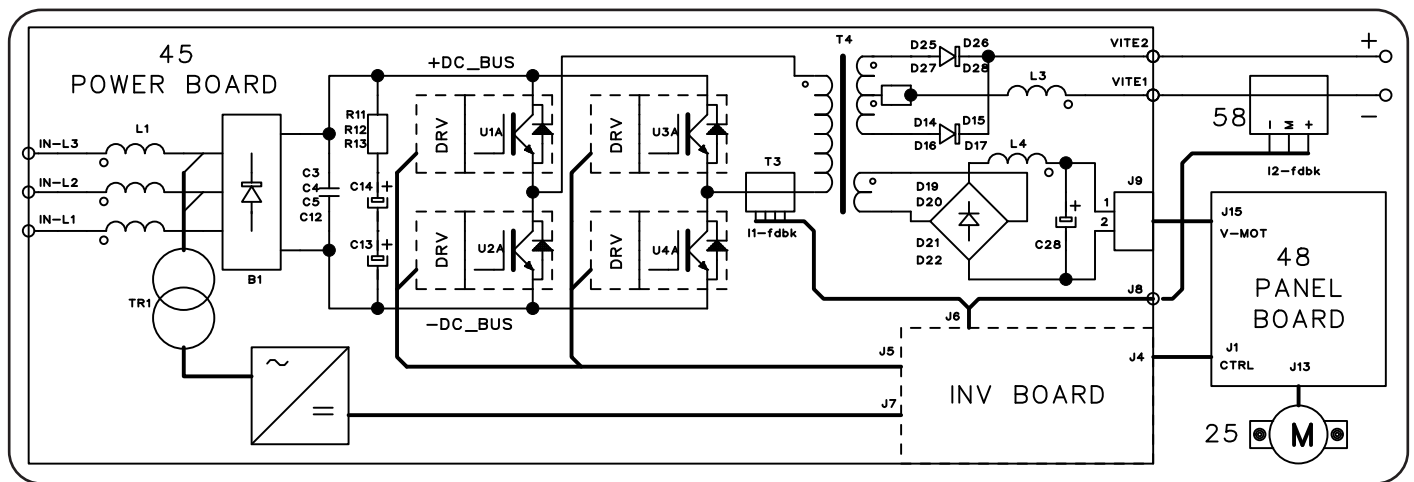 45
POWER BOARD
IN-L3
IN-L2
IN-L1
L1
TR1
B1
C3
C4
C5
C12
R11
R12
R13
C14
+
C13
+
+DC_BUS
-DC_BUS
DRV
U1A
DRV
U2A
DRV
U3A
DRV
U4A
T3
I1-fdbk
T4
D25
D26
D27
D28
D14
D15
D16
D17
L3
L4
D19
D20
D21
D22
+
C28
1
2
J9
VITE2
VITE1
+
-
58
- M +
I2-fdbk
J15
V-MOT
48
PANEL
BOARD
J8
J6
J5
J7
J4
J1
CTRL
J13
INV BOARD
25
M